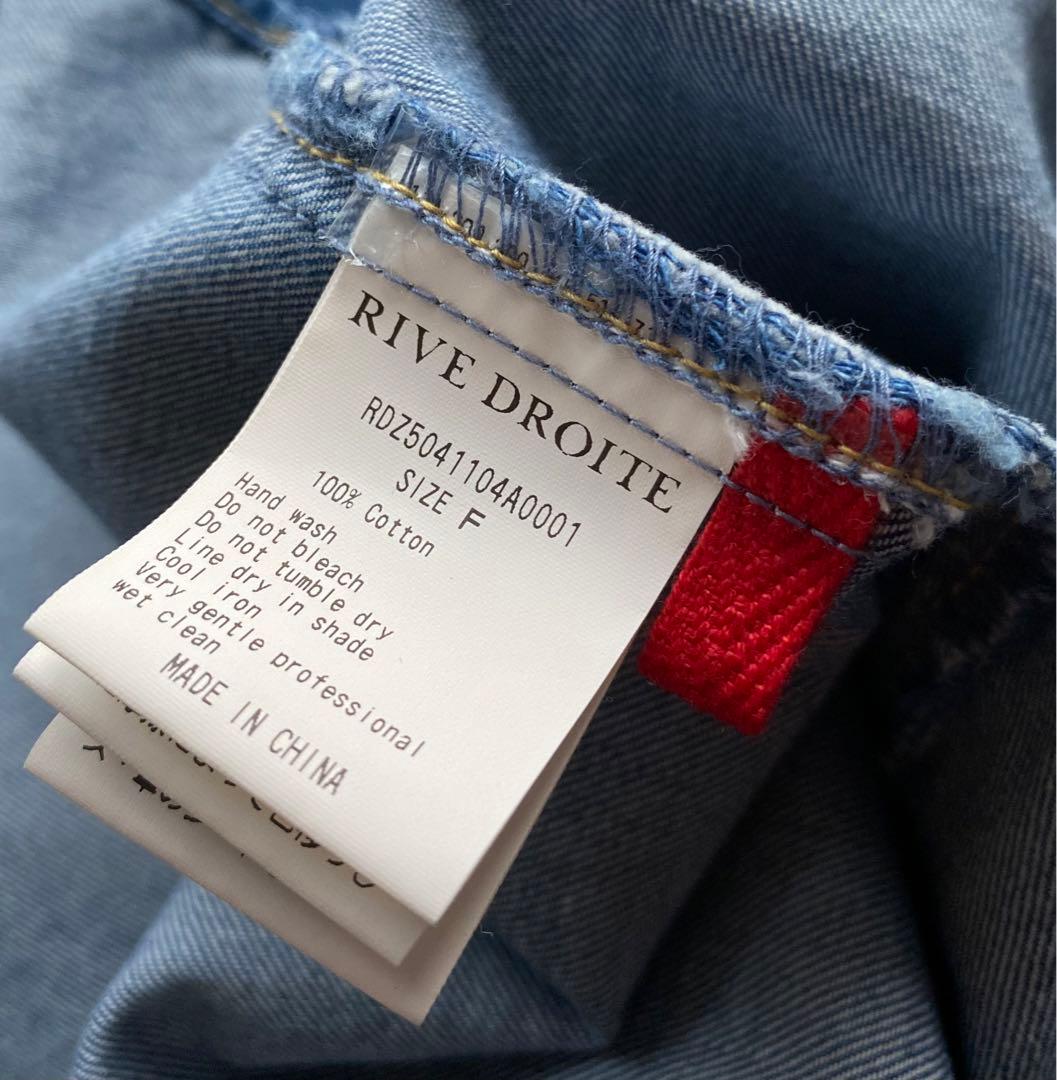 RIVE DROITE
RDZ5041104A0001
SIZE F
100% Cotton
Hand wash
Do not bleach
Do not tumble dry
Line dry in shade
Cool iron
Very gentle professional
wet clean
MADE IN CHINA